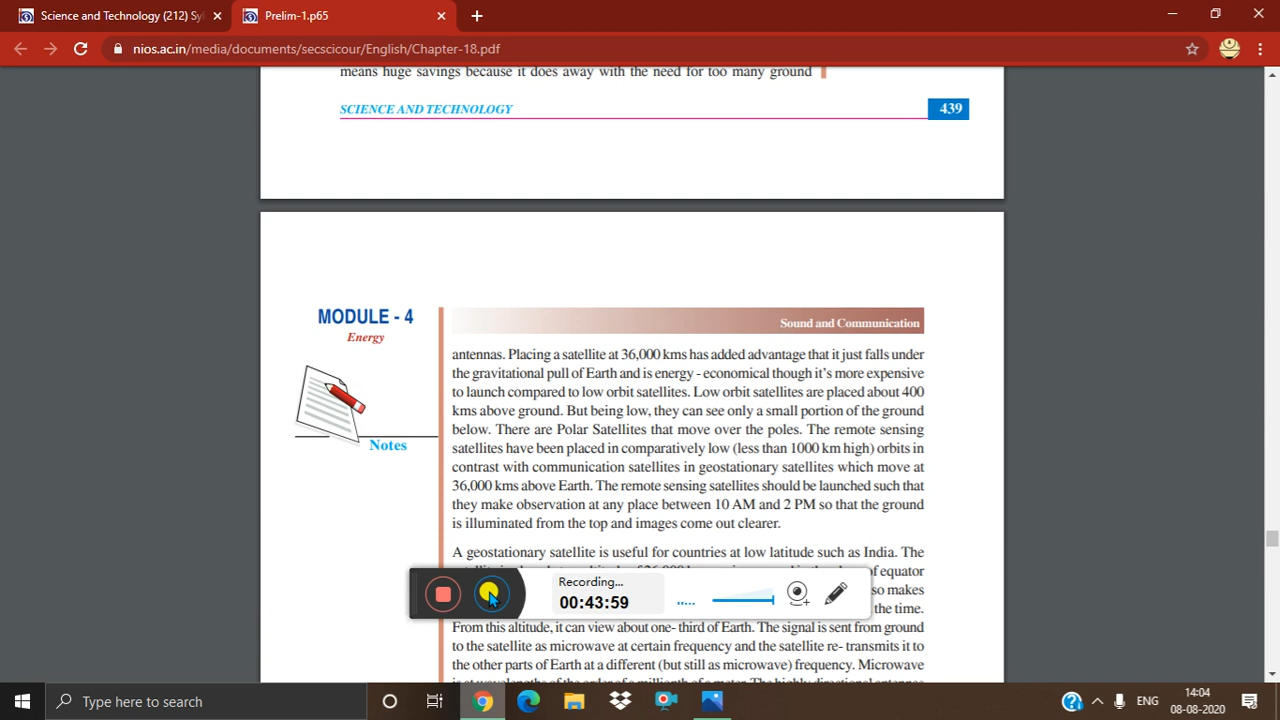 Science and Technology (212) Syl
Prelim-1.p65
nios.ac.in/media/documents/secscicour/English/Chapter-18.pdf
means huge savings because it does away with the need for too many ground
SCIENCE AND TECHNOLOGY
439
MODULE - 4
Energy
Notes
Sound and Communication
antennas. Placing a satellite at 36,000 kms has added advantage that it just falls under
the gravitational pull of Earth and is energy - economical though it's more expensive
to launch compared to low orbit satellites. Low orbit satellites are placed about 400
kms above ground. But being low, they can see only a small portion of the ground
below. There are Polar Satellites that move over the poles. The remote sensing
satellites have been placed in comparatively low (less than 1000 km high) orbits in
contrast with communication satellites in geostationary satellites which move at
36,000 kms above Earth. The remote sensing satellites should be launched such that
they make observation at any place between 10 AM and 2 PM so that the ground
is illuminated from the top and images come out clearer.
A geostationary satellite is useful for countries at low latitude such as India. The
of equator
so makes
the time.
From this altitude, it can view about one- third of Earth. The signal is sent from ground
to the satellite as microwave at certain frequency and the satellite re- transmits it to
the other parts of Earth at a different (but still as microwave) frequency. Microwave
Recording...
00:43:59
Type here to search
ENG
14:04
08-08-2020